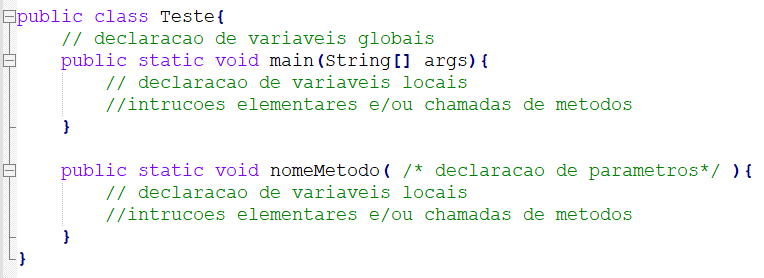 public class Teste{
// declaracao de variaveis globais
public static void main(String[] args){
// declaracao de variaveis locais
//intrucoes elementares e/ou chamadas de metodos
}
public static void nomeMetodo( /* declaracao de parametros*/ ){
// declaracao de variaveis locais
//intrucoes elementares e/ou chamadas de metodos
}
}